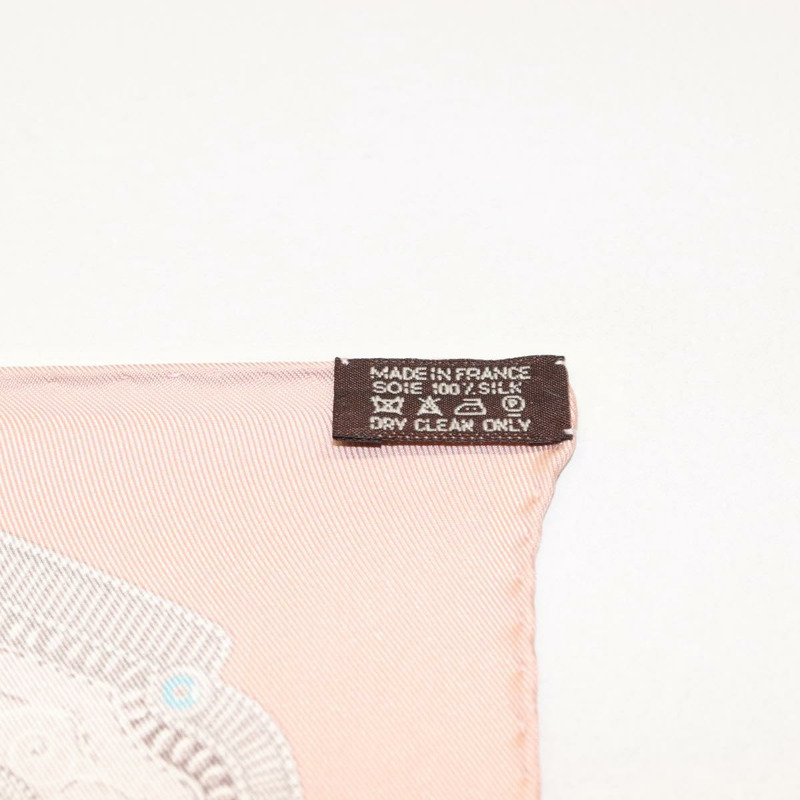 MADE IN FRANCE
SOIE 100% SILK
P
DRY CLEAN ONLY